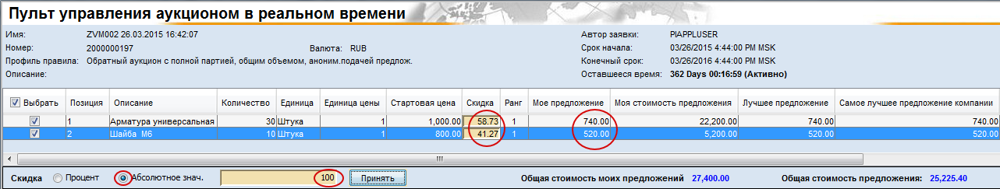 Пульт управления аукционом в реальном времени
Имя: ZVM002 26.03.2015 16:42:07 Автор заявки: PIAPPLUSER
Номер: 2000000197 Валюта: RUB Срок начала: 03/26/2015 4:44:00 PM MSK
Профиль правила: Обратный аукцион с полной партией, общим объемом, аноним.подачей предлож. Конечный срок: 03/26/2016 4:44:00 PM MSK
Описание: Оставшееся время: 362 Days 00:16:59 (Активно)
Выбрать Позиция Описание Количество Единица Единица цены Стартовая цена Скидка Ранг Мое предложение Моя стоимость предложения Лучшее предложение Самое лучшее предложение компании
1 Арматура универсальная 30 Штука 1 1,000.00 58.73 1 740.00 22,200.00 740.00 740.00
2 Шайба М6 10 Штука 1 800.00 41.27 1 520.00 5,200.00 520.00 520.00
Скидка Процент Абсолютное знач. 100 Принять Общая стоимость моих предложений 27,400.00 Общая стоимость предложения: 25,225.40